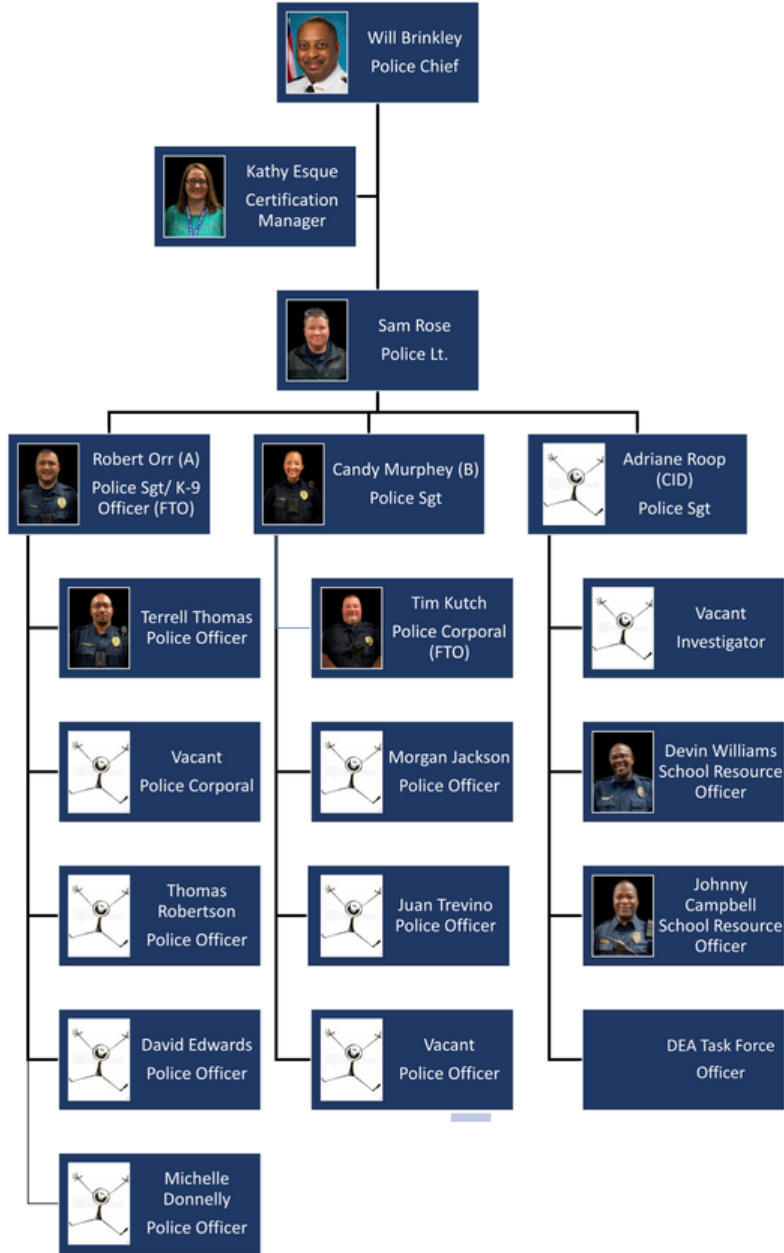 Will Brinkley
Police Chief
Kathy Esque
Certification
Manager
Sam Rose
Police Lt.
Robert Orr (A)
Police Sgt/ K-9
Officer (FTO)
Candy Murphey (B)
Police Sgt
Adriane Roop
(CID)
Police Sgt
Terrell Thomas
Police Officer
Tim Kutch
Police Corporal
(FTO)
Vacant
Investigator
Vacant
Police Corporal
Morgan Jackson
Police Officer
Devin Williams
School Resource
Officer
Thomas
Robertson
Police Officer
Juan Trevino
Police Officer
Johnny
Campbell
School Resource
Officer
David Edwards
Police Officer
Vacant
Police Officer
DEA Task Force
Officer
Michelle
Donnelly
Police Officer